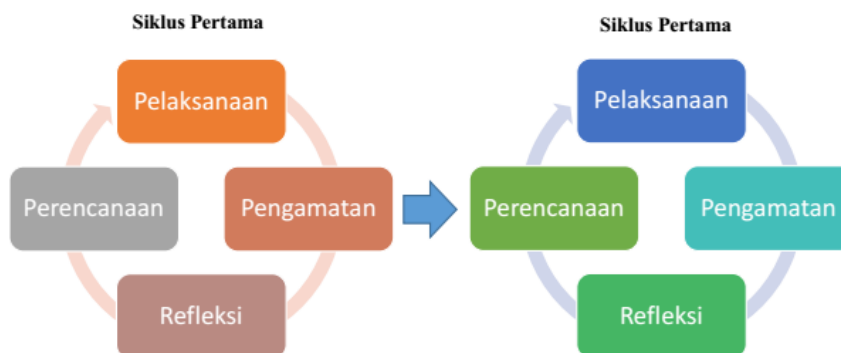 Siklus Pertama
Pelaksanaan
Perencanaan
Pengamatan
Refleksi
Siklus Pertama
Pelaksanaan
Perencanaan
Pengamatan
Refleksi